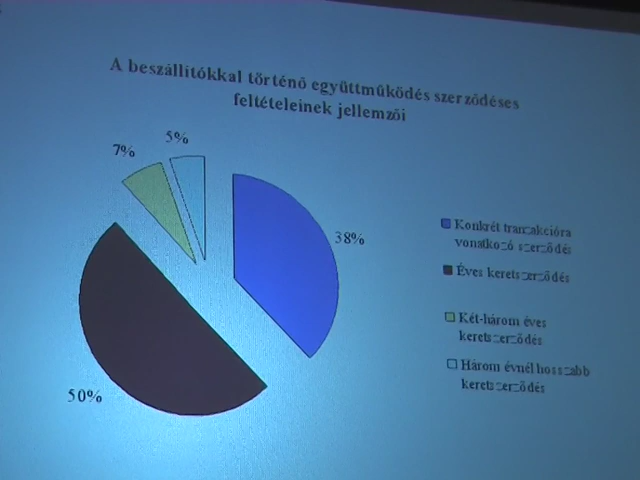 A beszállítókkal történő együttműködés szerződéses
feltételeinek jellemzői
5%
7%
38%
50%
Konkrét tranzakcióra
vonatkozó szerződés
Éves keretszerződés
Két-három éves
keretszerződés
Három évnél hosszabb
keretszerződés